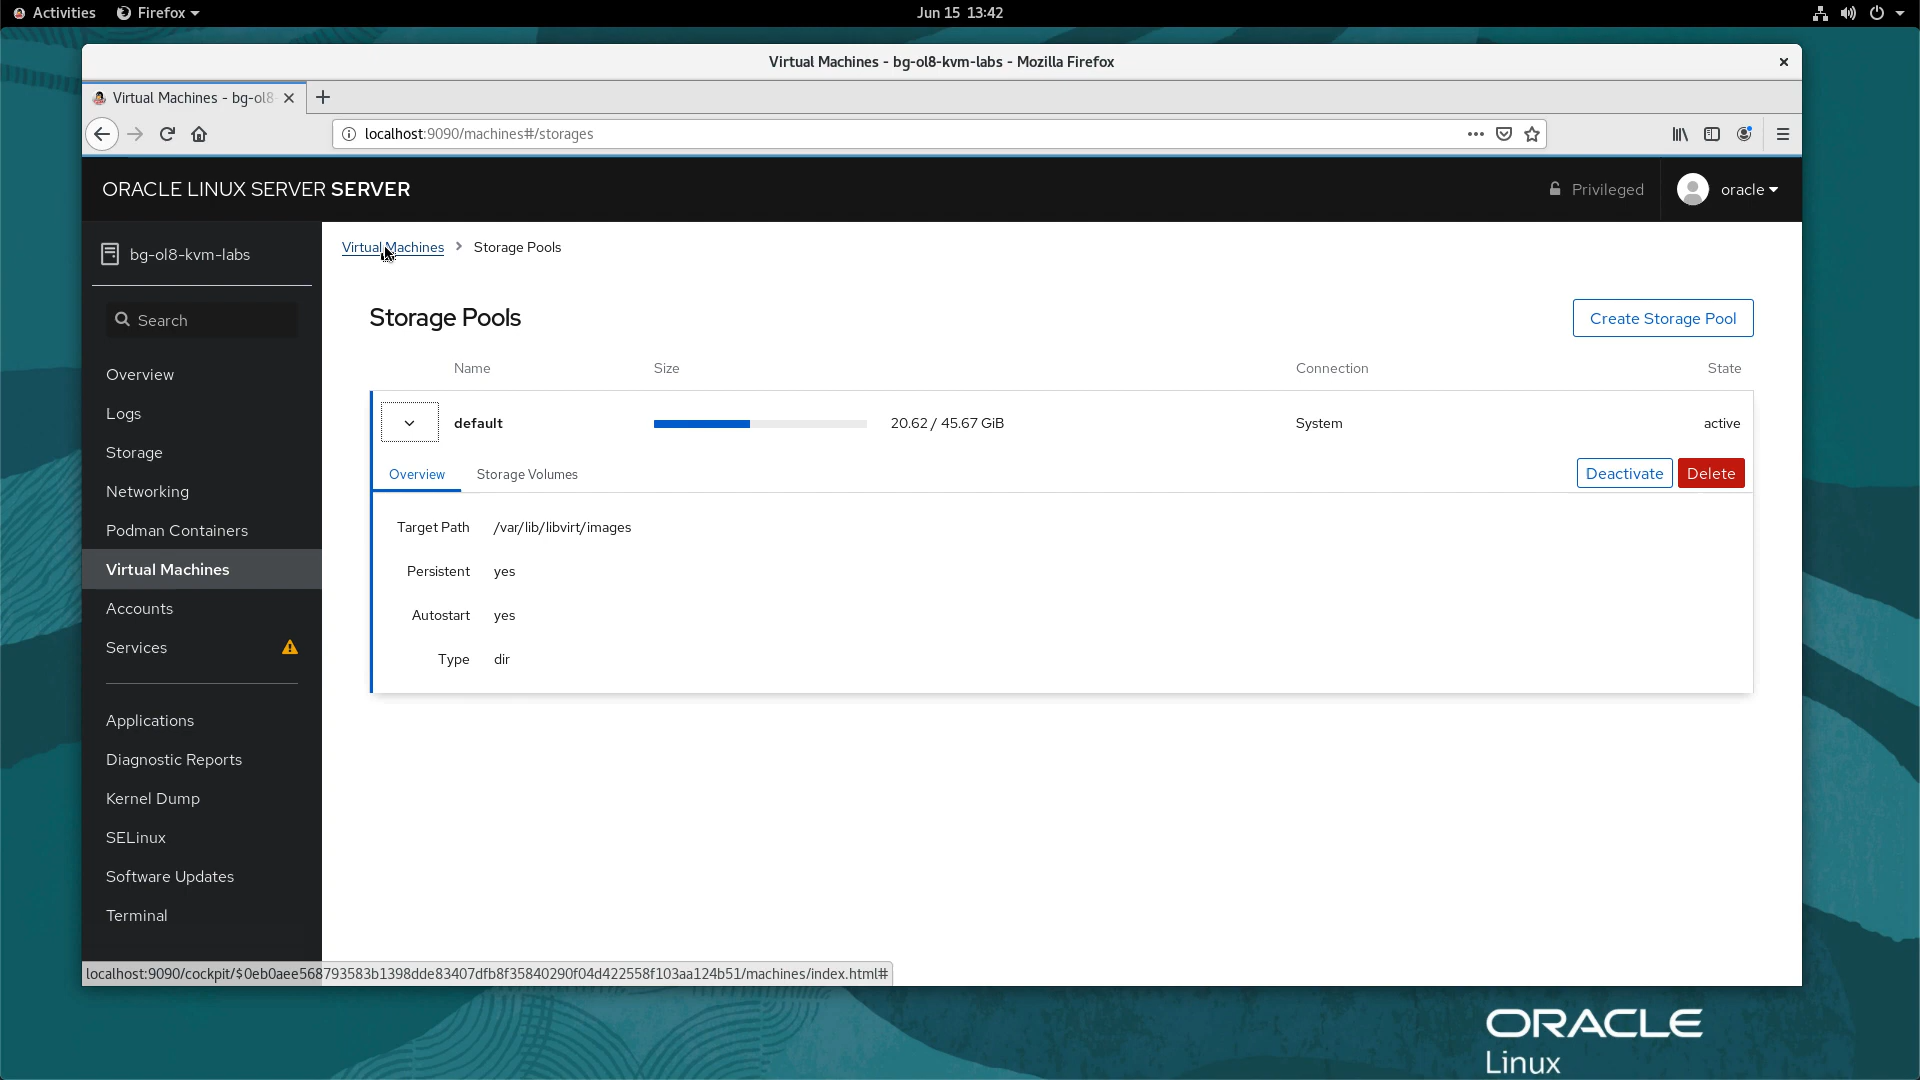 Activities Firefox Jun 15 13:42
Virtual Machines - bg-ol8-kvm-labs - Mozilla Firefox
Virtual Machines - bg-ol8-
localhost:9090/machines#/storages
ORACLE LINUX SERVER SERVER
Privileged oracle
bg-ol8-kvm-labs
Search
Overview
Logs
Storage
Networking
Podman Containers
Virtual Machines
Accounts
Services
Applications
Diagnostic Reports
Kernel Dump
SELinux
Software Updates
Terminal
Virtual Machines > Storage Pools
Storage Pools
Create Storage Pool
Name Size Connection State
default 20.62 / 45.67 GiB System active
Overview Storage Volumes Deactivate Delete
Target Path /var/lib/libvirt/images
Persistent yes
Autostart yes
Type dir
localhost:9090/cockpit/$0eb0aee568793583b1398dde83407dfb8f35840290f04d422558f103aa124b51/machines/index.html#
ORACLE
Linux